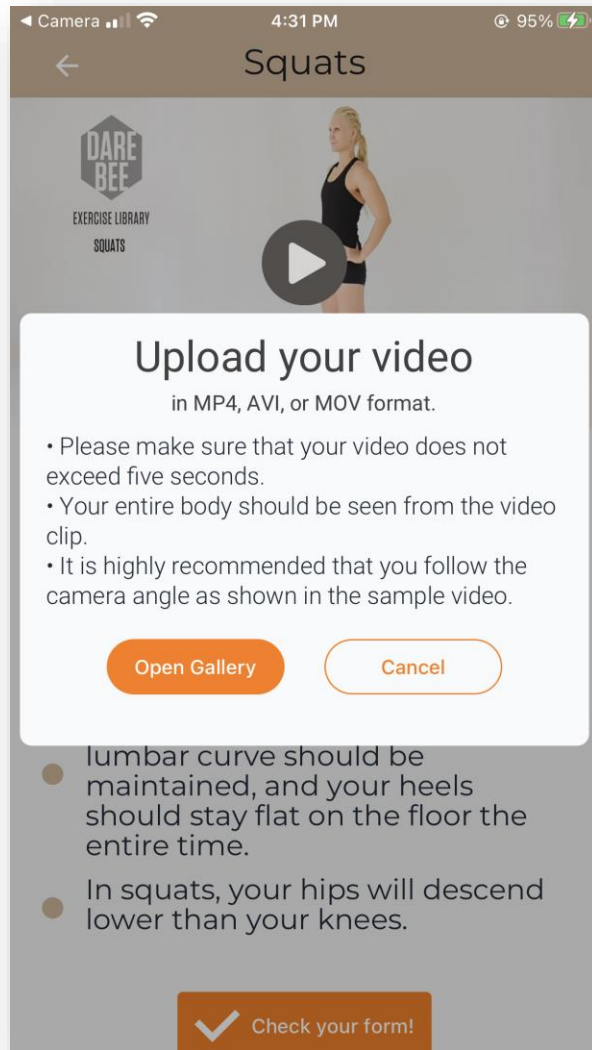 Camera
4:31 PM
95%
Squats
DARE
BEE
EXERCISE LIBRARY
SQUATS
Upload your video
in MP4, AVI, or MOV format.
• Please make sure that your video does not
exceed five seconds.
• Your entire body should be seen from the video
clip.
• It is highly recommended that you follow the
camera angle as shown in the sample video.
Open Gallery
Cancel
lumbar curve should be
maintained, and your heels
should stay flat on the floor the
entire time.
In squats, your hips will descend
lower than your knees.
Check your form!